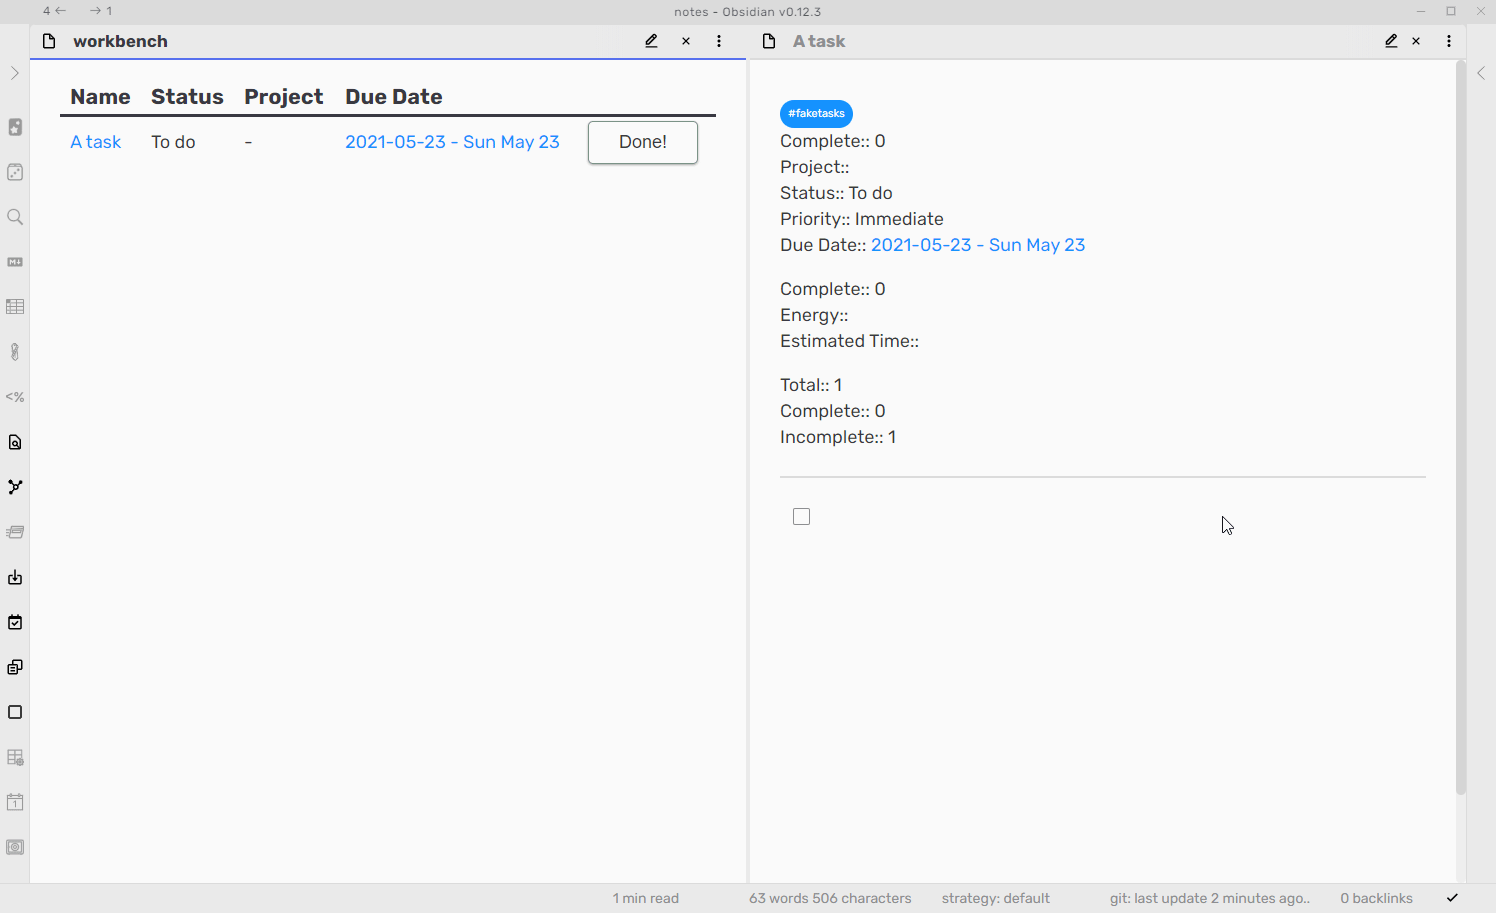 4 ← → 1
notes - Obsidian v0.12.3
workbench
A task
Name Status Project Due Date
A task To do - 2021-05-23 - Sun May 23 Done!
#faketasks
Complete:: 0
Project::
Status:: To do
Priority:: Immediate
Due Date:: 2021-05-23 - Sun May 23
Complete:: 0
Energy::
Estimated Time::
Total:: 1
Complete:: 0
Incomplete:: 1
M↓
<%
1
1 min read 63 words 506 characters strategy: default git: last update 2 minutes ago.. 0 backlinks